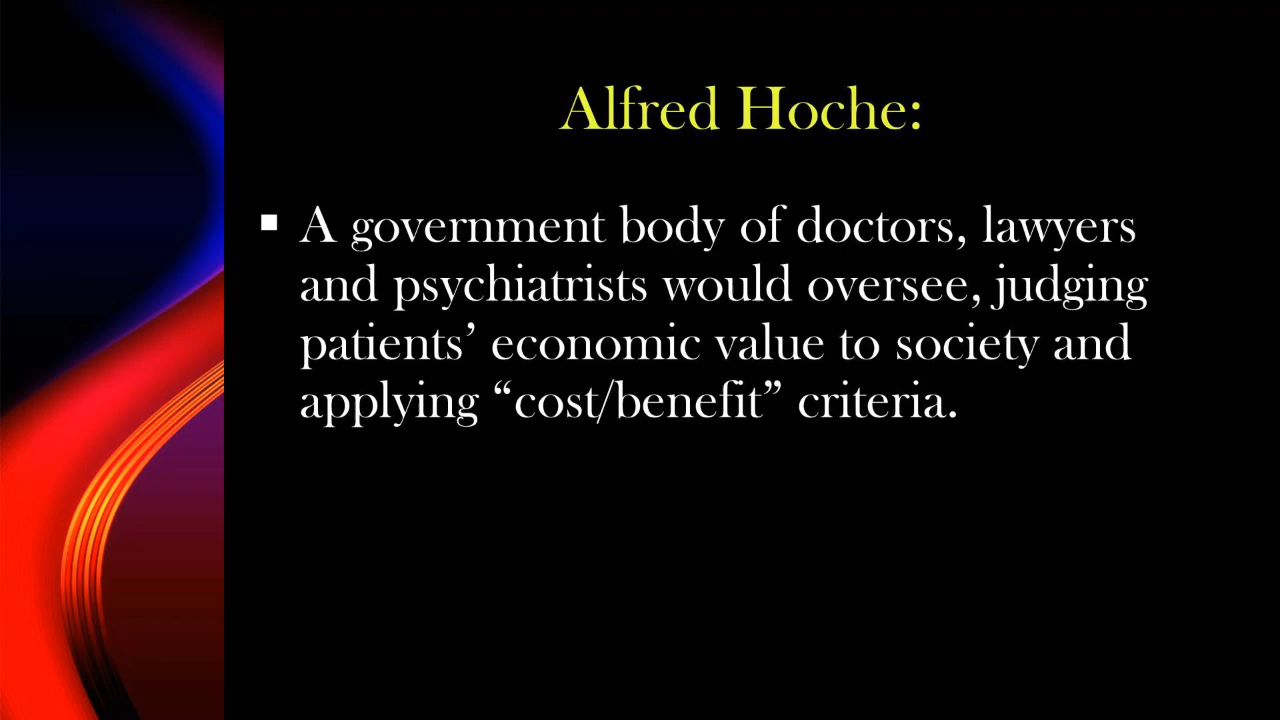 Alfred Hoche:
▪ A government body of doctors, lawyers
and psychiatrists would oversee, judging
patients’ economic value to society and
applying “cost/benefit” criteria.